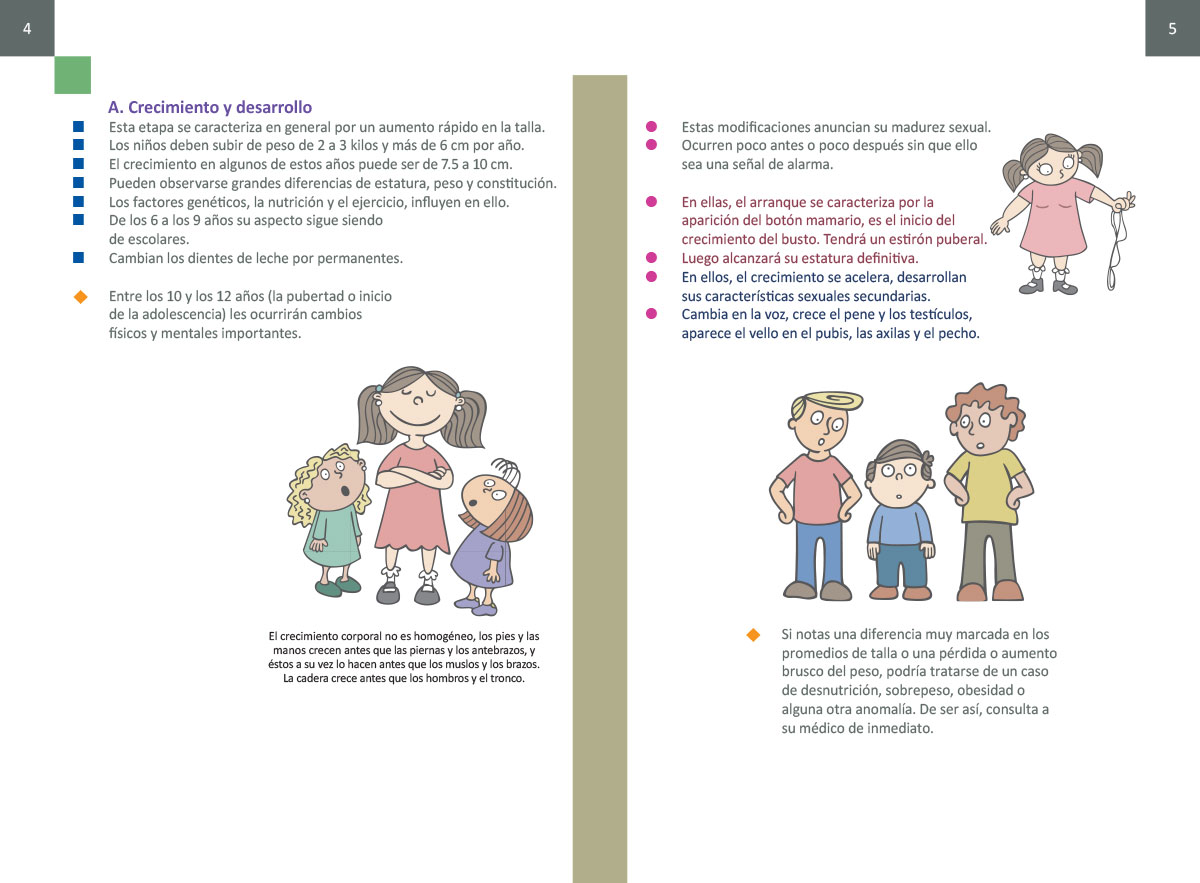 4
A. Crecimiento y desarrollo
Esta etapa se caracteriza en general por un aumento rápido en la talla.
Los niños deben subir de peso de 2 a 3 kilos y más de 6 cm por año.
El crecimiento en algunos de estos años puede ser de 7.5 a 10 cm.
Pueden observarse grandes diferencias de estatura, peso y constitución.
Los factores genéticos, la nutrición y el ejercicio, influyen en ello.
De los 6 a los 9 años su aspecto sigue siendo
de escolares.
Cambian los dientes de leche por permanentes.
Entre los 10 y los 12 años (la pubertad o inicio
de la adolescencia) les ocurrirán cambios
físicos y mentales importantes.
El crecimiento corporal no es homogéneo, los pies y las
manos crecen antes que las piernas y los antebrazos, y
éstos a su vez lo hacen antes que los muslos y los brazos.
La cadera crece antes que los hombros y el tronco.
5
Estas modificaciones anuncian su madurez sexual.
Ocurren poco antes o poco después sin que ello
sea una señal de alarma.
En ellas, el arranque se caracteriza por la
aparición del botón mamario, es el inicio del
crecimiento del busto. Tendrá un estirón puberal.
Luego alcanzará su estatura definitiva.
En ellos, el crecimiento se acelera, desarrollan
sus características sexuales secundarias.
Cambia en la voz, crece el pene y los testículos,
aparece el vello en el pubis, las axilas y el pecho.
Si notas una diferencia muy marcada en los
promedios de talla o una pérdida o aumento
brusco del peso, podría tratarse de un caso
de desnutrición, sobrepeso, obesidad o
alguna otra anomalía. De ser así, consulta a
su médico de inmediato.